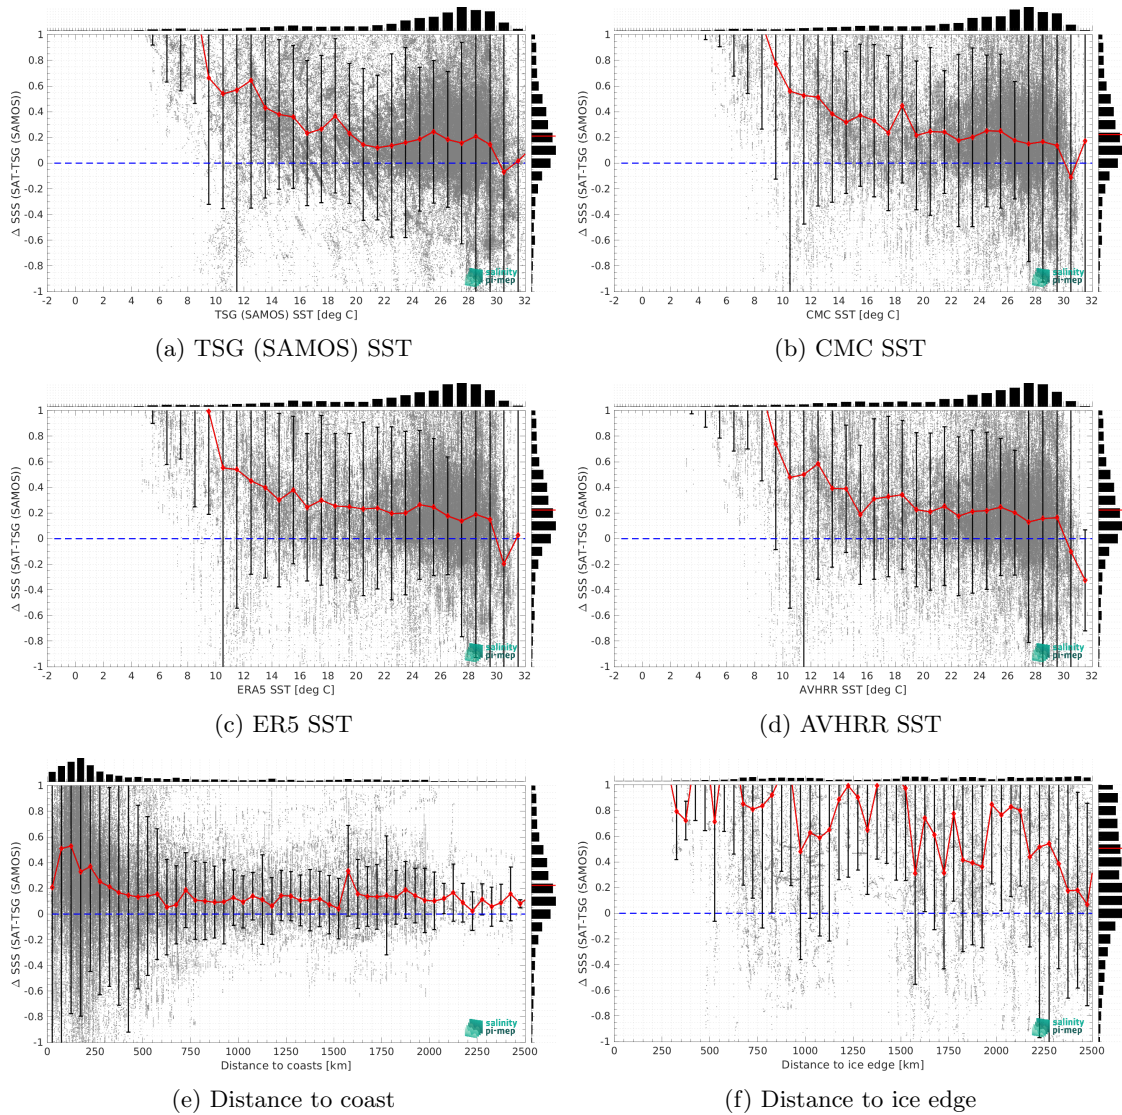 1
0.8
0.6
0.4
0.2
0
-0.2
-0.4
-0.6
-0.8
-1
Δ SSS (SAT-TSG (SAMOS))
-2 0 2 4 6 8 10 12 14 16 18 20 22 24 26 28 30 32
TSG (SAMOS) SST [deg C]
salinity
pi-mep
(a) TSG (SAMOS) SST
1
0.8
0.6
0.4
0.2
0
-0.2
-0.4
-0.6
-0.8
-1
Δ SSS (SAT-TSG (SAMOS))
-2 0 2 4 6 8 10 12 14 16 18 20 22 24 26 28 30 32
CMC SST [deg C]
salinity
pi-mep
(b) CMC SST
1
0.8
0.6
0.4
0.2
0
-0.2
-0.4
-0.6
-0.8
-1
Δ SSS (SAT-TSG (SAMOS))
-2 0 2 4 6 8 10 12 14 16 18 20 22 24 26 28 30 32
ERA5 SST [deg C]
salinity
pi-mep
(c) ER5 SST
1
0.8
0.6
0.4
0.2
0
-0.2
-0.4
-0.6
-0.8
-1
Δ SSS (SAT-TSG (SAMOS))
-2 0 2 4 6 8 10 12 14 16 18 20 22 24 26 28 30 32
AVHRR SST [deg C]
salinity
pi-mep
(d) AVHRR SST
1
0.8
0.6
0.4
0.2
0
-0.2
-0.4
-0.6
-0.8
-1
Δ SSS (SAT-TSG (SAMOS))
0 250 500 750 1000 1250 1500 1750 2000 2250 2500
Distance to coasts [km]
salinity
pi-mep
(e) Distance to coast
1
0.8
0.6
0.4
0.2
0
-0.2
-0.4
-0.6
-0.8
-1
Δ SSS (SAT-TSG (SAMOS))
0 250 500 750 1000 1250 1500 1750 2000 2250 2500
Distance to ice edge [km]
salinity
pi-mep
(f) Distance to ice edge